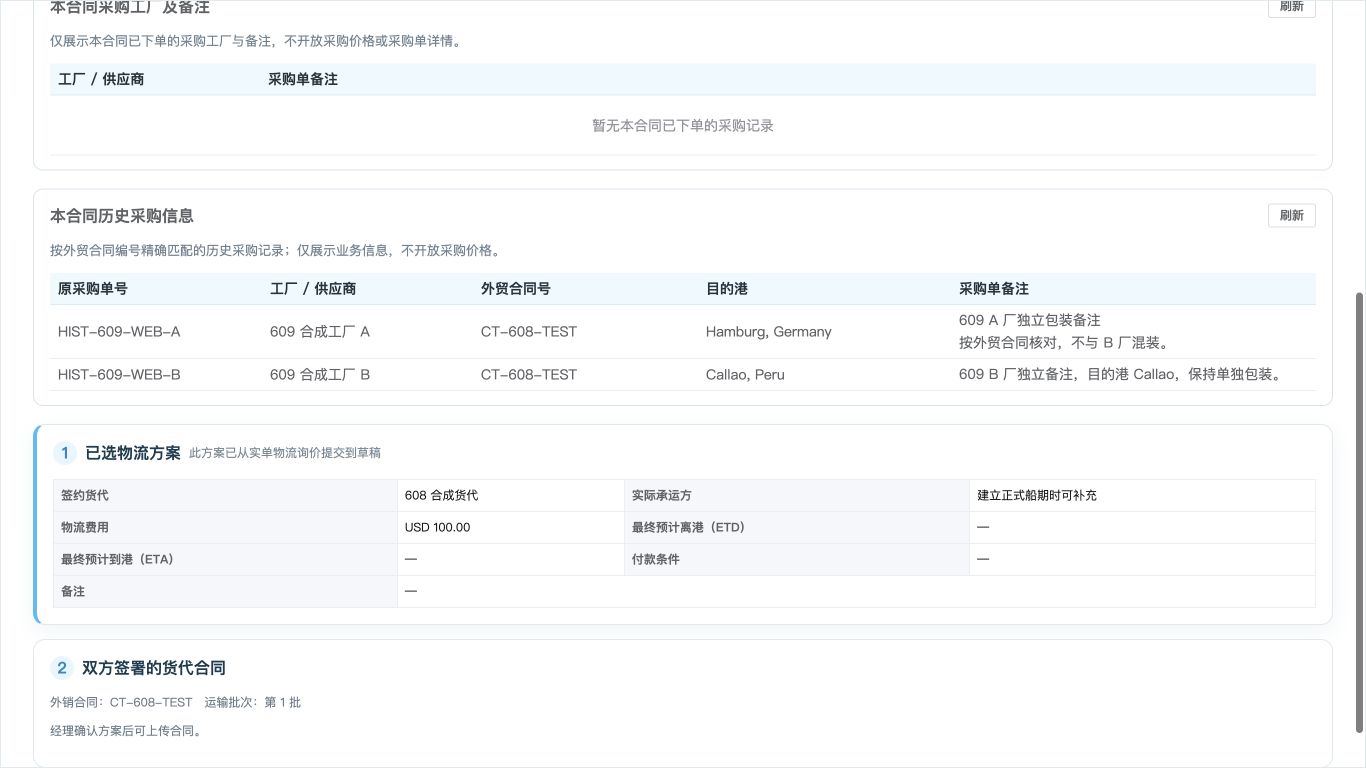 本合同采购工厂及备注
刷新
仅展示本合同已下单的采购工厂与备注，不开放采购价格或采购单详情。
工厂 / 供应商 采购单备注
暂无本合同已下单的采购记录
本合同历史采购信息
刷新
按外贸合同编号精确匹配的历史采购记录；仅展示业务信息，不开放采购价格。
原采购单号 工厂 / 供应商 外贸合同号 目的港 采购单备注
HIST-609-WEB-A 609 合成工厂 A CT-608-TEST Hamburg, Germany 609 A 厂独立包装备注
按外贸合同核对，不与 B 厂混装。
HIST-609-WEB-B 609 合成工厂 B CT-608-TEST Callao, Peru 609 B 厂独立备注，目的港 Callao，保持单独包装。
1 已选物流方案 此方案已从实单物流询价提交到草稿
签约货代 608 合成货代 实际承运方 建立正式船期时可补充
物流费用 USD 100.00 最终预计离港（ETD） —
最终预计到港（ETA） — 付款条件 —
备注 —
2 双方签署的货代合同
外销合同：CT-608-TEST 运输批次：第 1 批
经理确认方案后可上传合同。